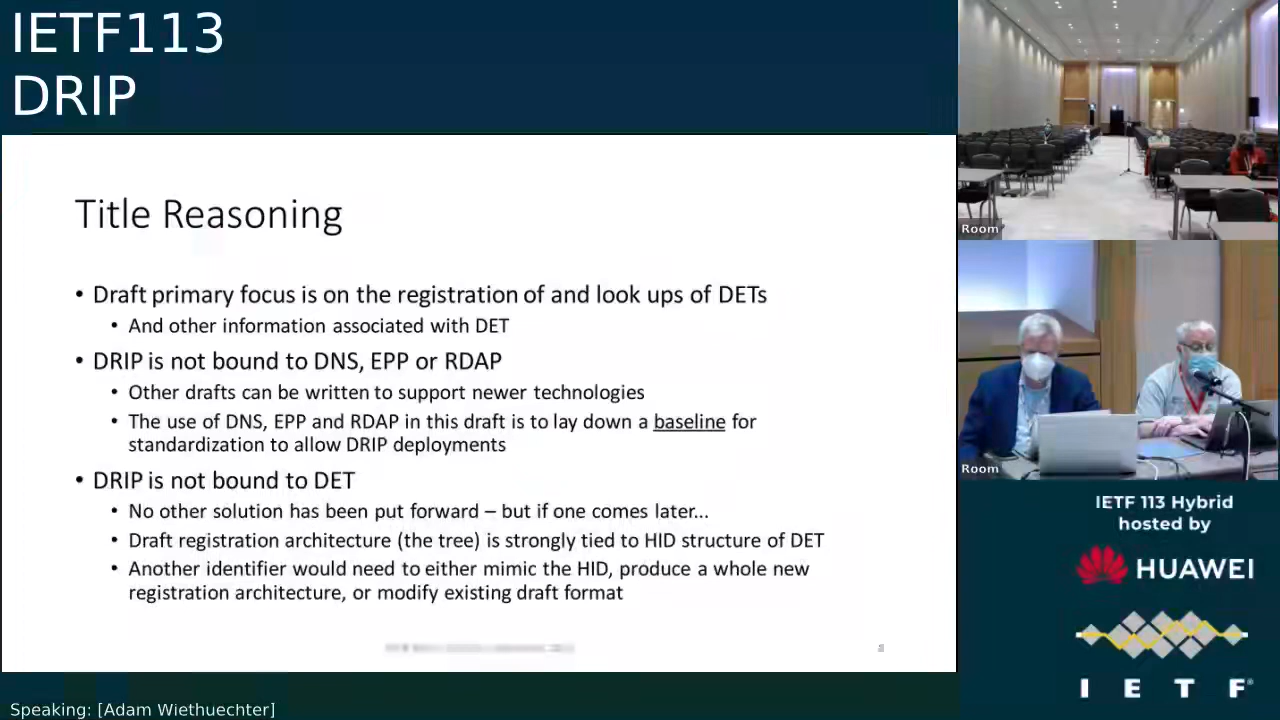 IETF113
DRIP
Title Reasoning
• Draft primary focus is on the registration of and look ups of DETs
• And other information associated with DET
• DRIP is not bound to DNS, EPP or RDAP
• Other drafts can be written to support newer technologies
• The use of DNS, EPP and RDAP in this draft is to lay down a baseline for
standardization to allow DRIP deployments
• DRIP is not bound to DET
• No other solution has been put forward – but if one comes later...
• Draft registration architecture (the tree) is strongly tied to HID structure of DET
• Another identifier would need to either mimic the HID, produce a whole new
registration architecture, or modify existing draft format
Speaking: [Adam Wiethuechter]
Room
Room
IETF 113 Hybrid
hosted by
HUAWEI
I E T F®